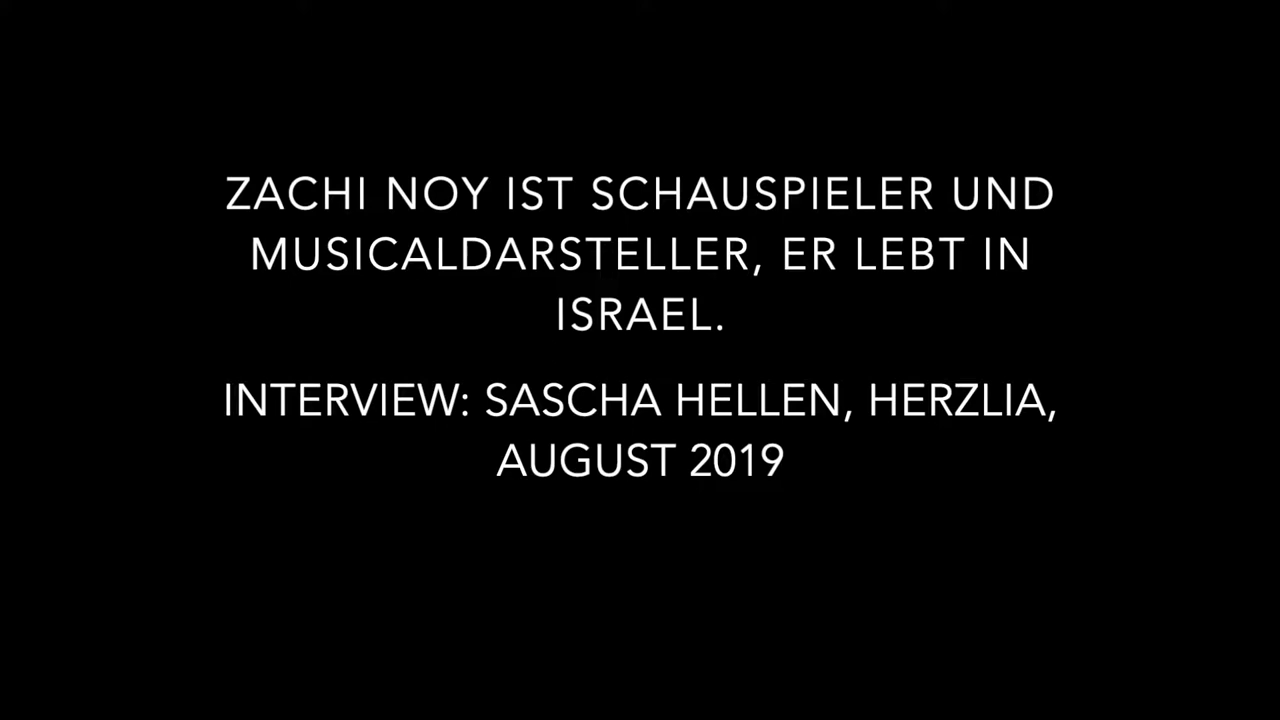 ZACHI NOY IST SCHAUSPIELER UND
MUSICALDARSTELLER, ER LEBT IN
ISRAEL.
INTERVIEW: SASCHA HELLEN, HERZLIA,
AUGUST 2019